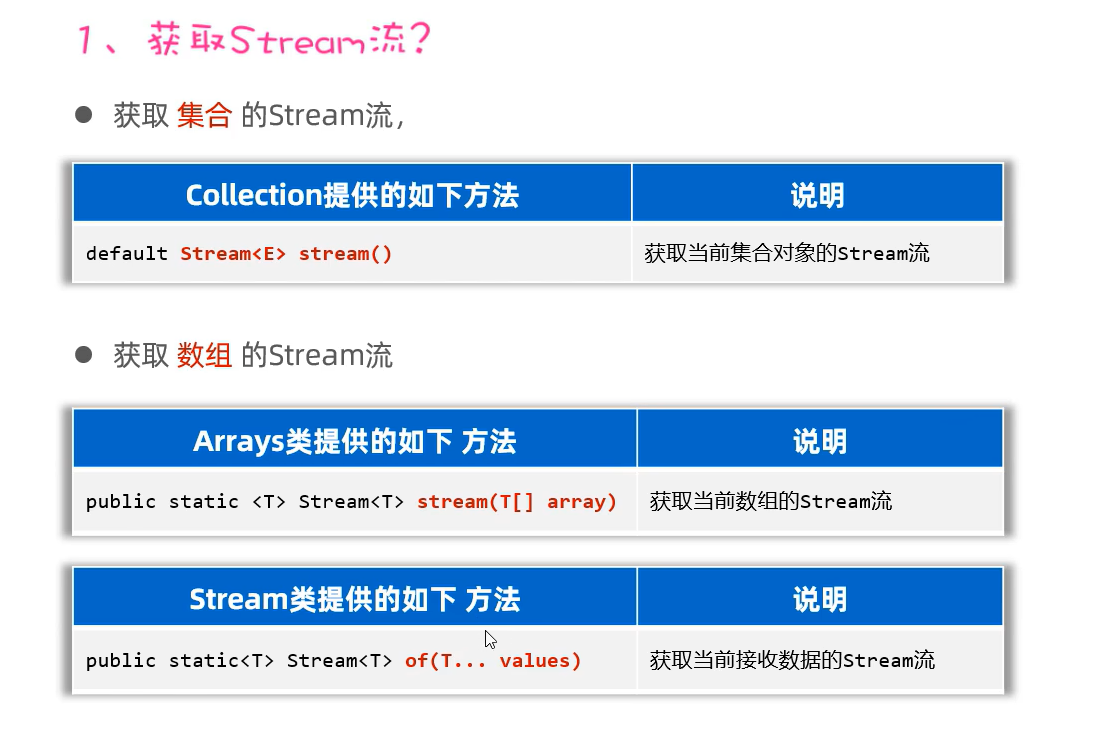 1、获取Stream流？
● 获取 集合 的Stream流，
Collection提供的如下方法 说明
default Stream<E> stream() 获取当前集合对象的Stream流
● 获取 数组 的Stream流
Arrays类提供的如下 方法 说明
public static <T> Stream<T> stream(T[] array) 获取当前数组的Stream流
Stream类提供的如下 方法 说明
public static<T> Stream<T> of(T... values) 获取当前接收数据的Stream流